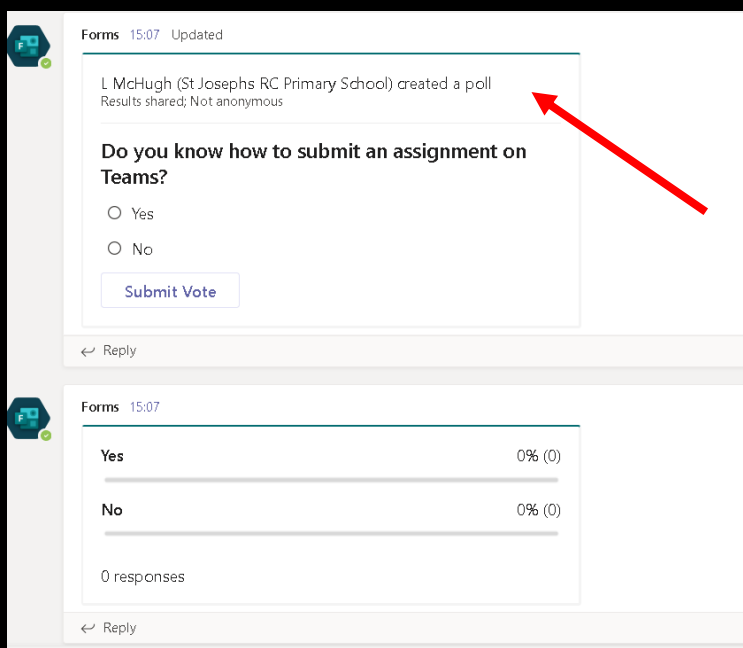 Forms 15:07 Updated
L McHugh (St Josephs RC Primary School) created a poll
Results shared; Not anonymous
Do you know how to submit an assignment on
Teams?
Yes
No
Submit Vote
Reply
Forms 15:07
Yes 0% (0)
No 0% (0)
0 responses
Reply